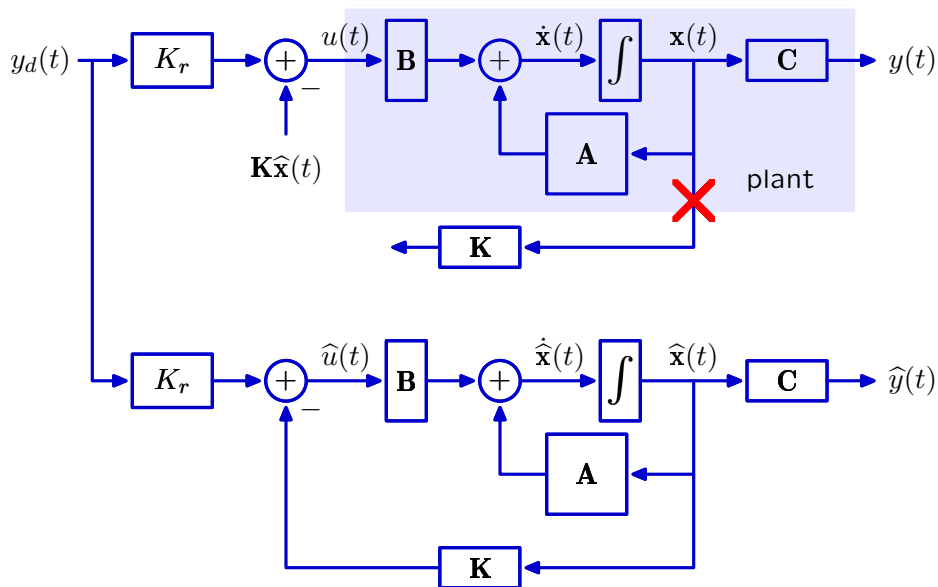 y_d(t) K_r + − u(t) B + ẋ(t) ∫ x(t) C y(t)
Kx̂(t) A plant
K
K_r + − û(t) B + x̂̇(t) ∫ x̂(t) C ŷ(t)
A
K